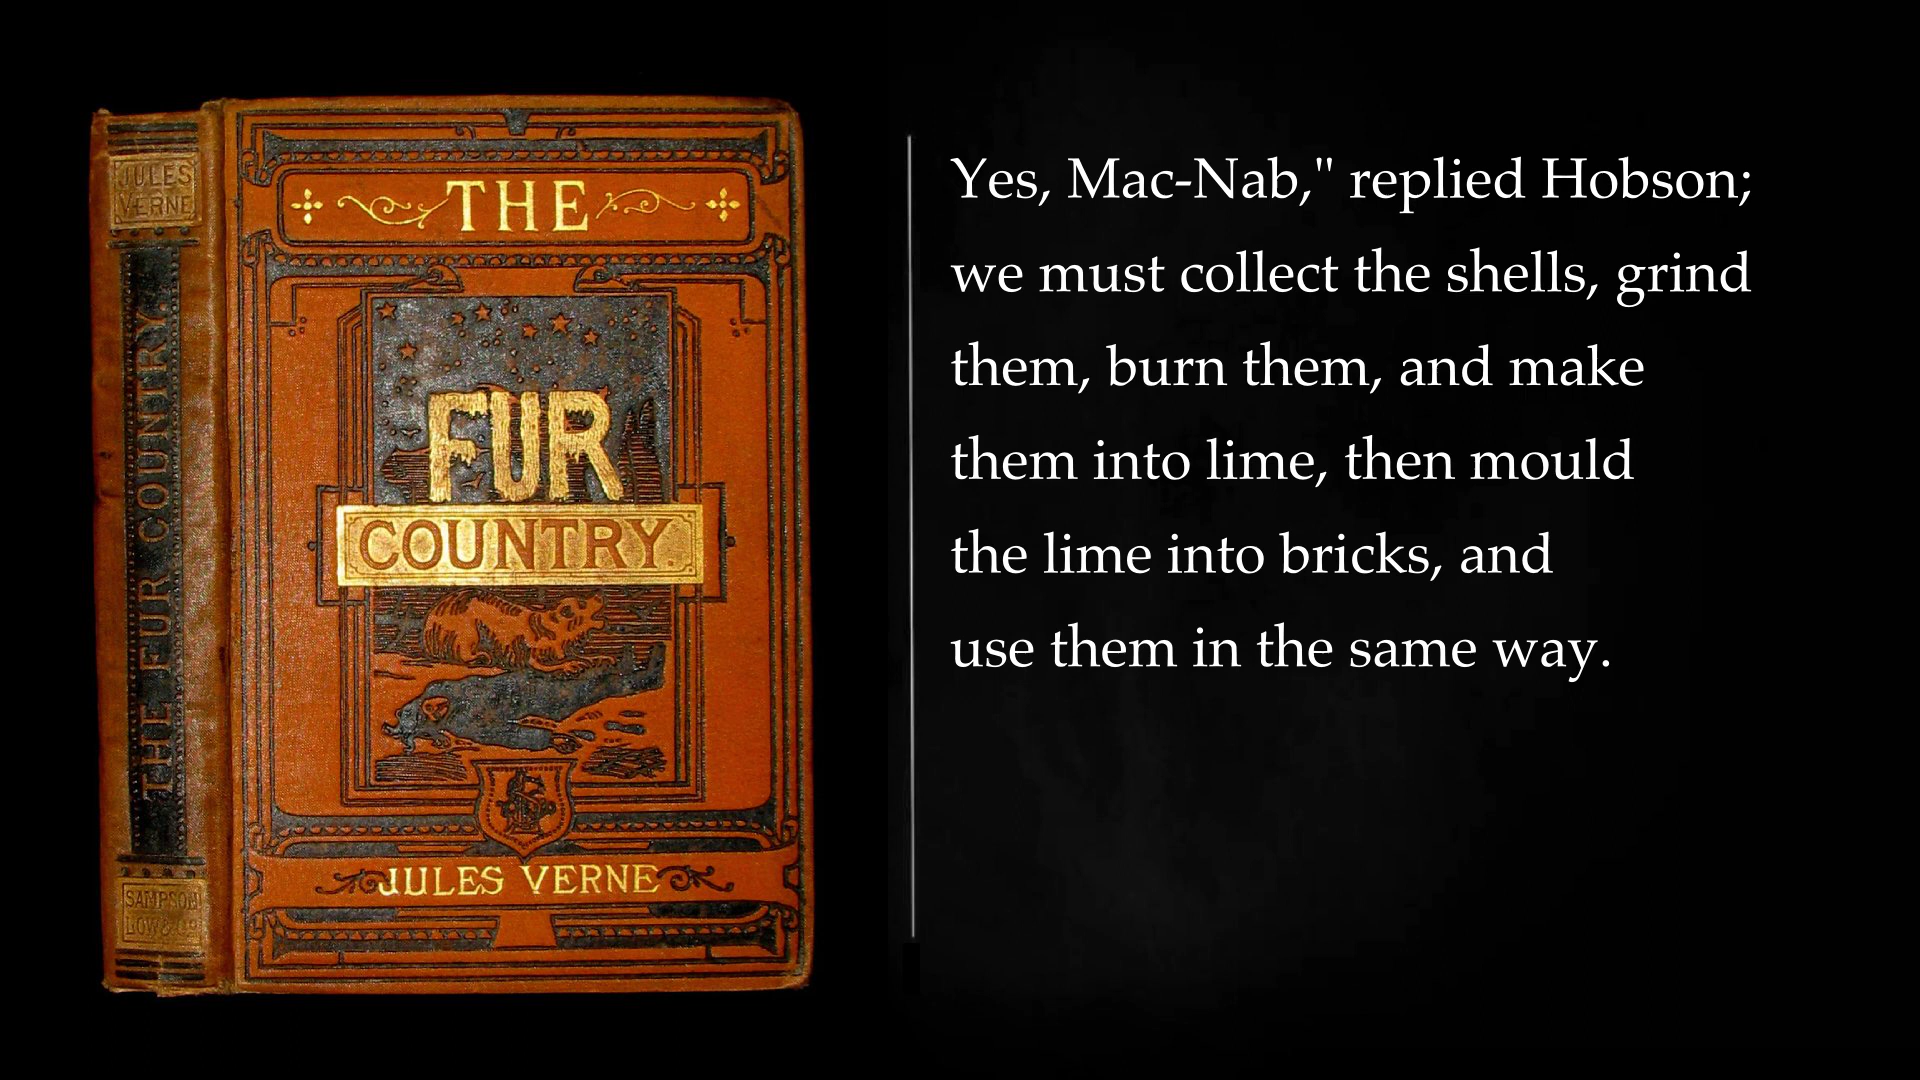 JULES
VERNE
THE FUR COUNTRY.
SAMPSON
LOW & Co
THE
FUR
COUNTRY.
JULES VERNE
Yes, Mac-Nab," replied Hobson;
we must collect the shells, grind
them, burn them, and make
them into lime, then mould
the lime into bricks, and
use them in the same way.